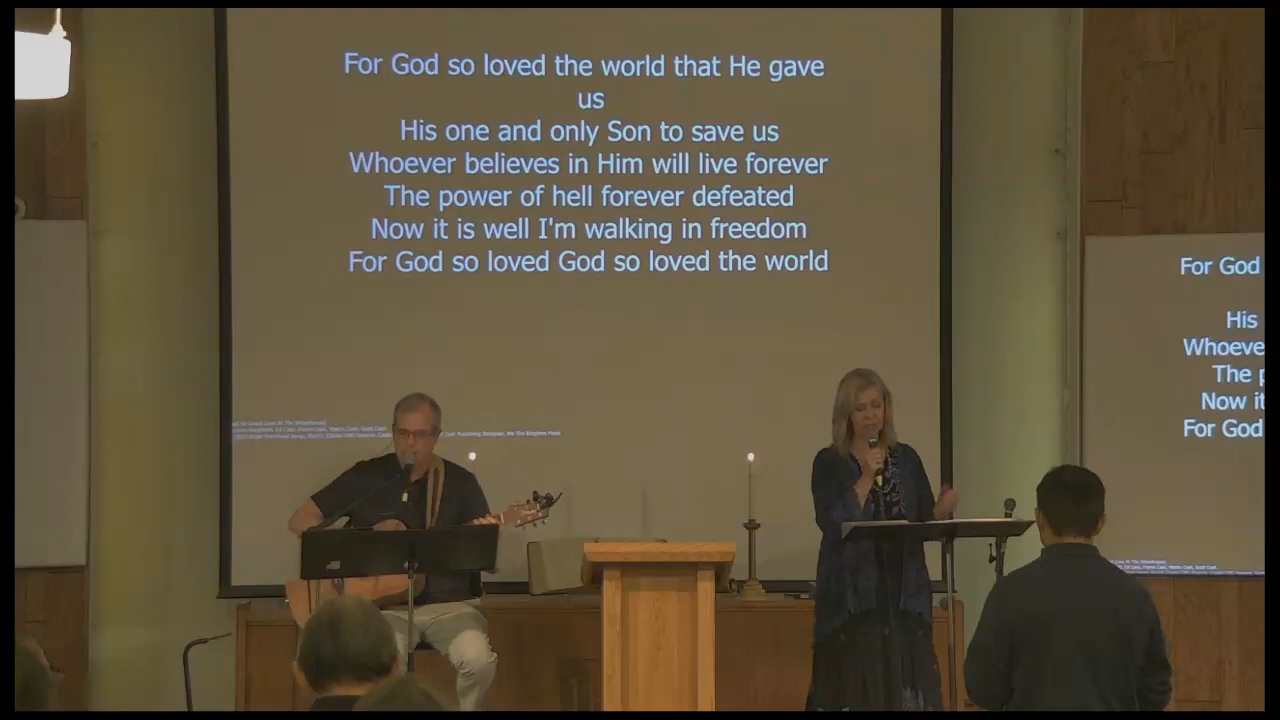 For God so loved the world that He gave
us
His one and only Son to save us
Whoever believes in Him will live forever
The power of hell forever defeated
Now it is well I'm walking in freedom
For God so loved God so loved the world
For God
His
Whoeve
The p
Now it
For God